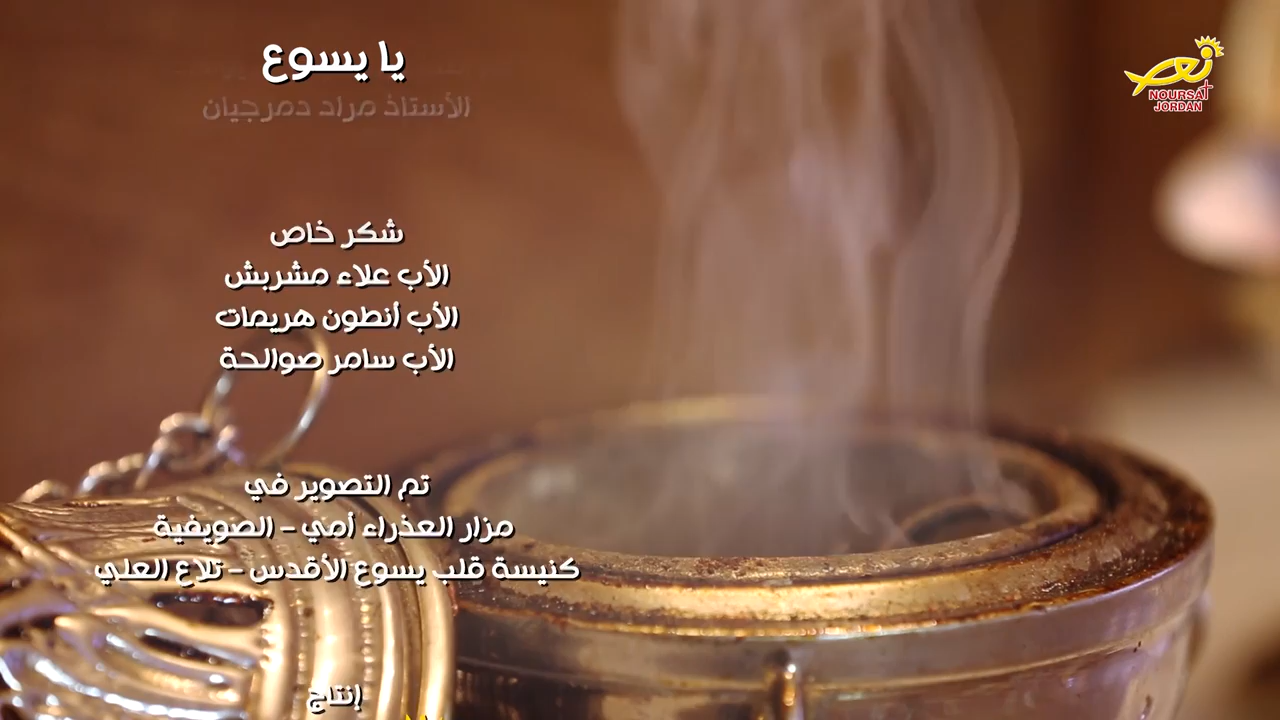 يا يسوع
الأستاذ مراد دمرجيان
شكر خاص
الأب علاء مشربش
الأب أنطون هريمات
الأب سامر صوالحة
تم التصوير في
مزار العذراء أمي – الصويفية
كنيسة قلب يسوع الأقدس – تلاع العلي
إنتاج
نور
NOURSAT
JORDAN